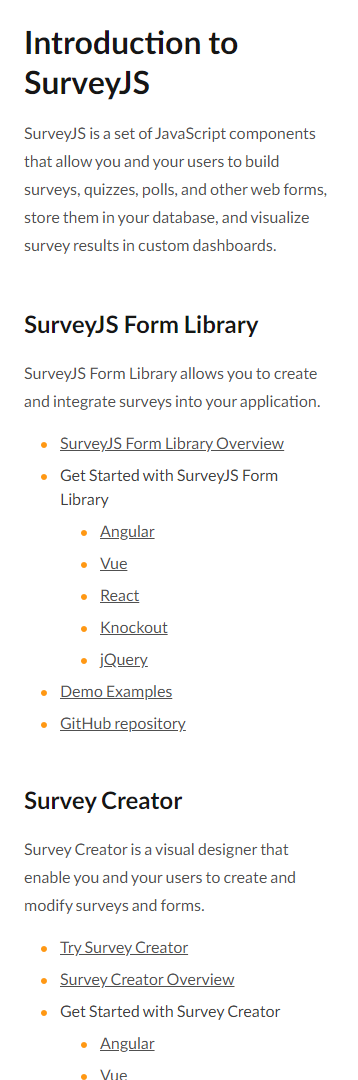 Introduction to
SurveyJS
SurveyJS is a set of JavaScript components
that allow you and your users to build
surveys, quizzes, polls, and other web forms,
store them in your database, and visualize
survey results in custom dashboards.
SurveyJS Form Library
SurveyJS Form Library allows you to create
and integrate surveys into your application.
SurveyJS Form Library Overview
Get Started with SurveyJS Form
Library
Angular
Vue
React
Knockout
jQuery
Demo Examples
GitHub repository
Survey Creator
Survey Creator is a visual designer that
enable you and your users to create and
modify surveys and forms.
Try Survey Creator
Survey Creator Overview
Get Started with Survey Creator
Angular
Vue